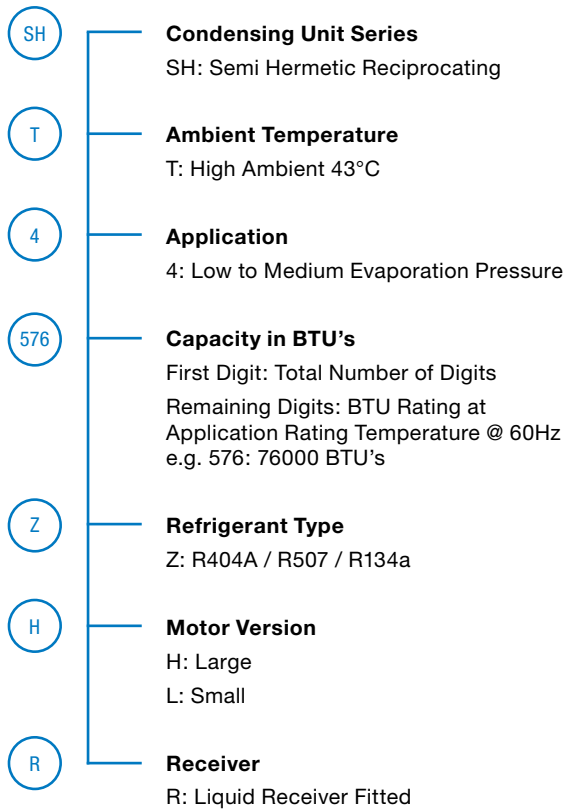 SH
Condensing Unit Series
SH: Semi Hermetic Reciprocating
T
Ambient Temperature
T: High Ambient 43°C
4
Application
4: Low to Medium Evaporation Pressure
576
Capacity in BTU's
First Digit: Total Number of Digits
Remaining Digits: BTU Rating at
Application Rating Temperature @ 60Hz
e.g. 576: 76000 BTU's
Z
Refrigerant Type
Z: R404A / R507 / R134a
H
Motor Version
H: Large
L: Small
R
Receiver
R: Liquid Receiver Fitted